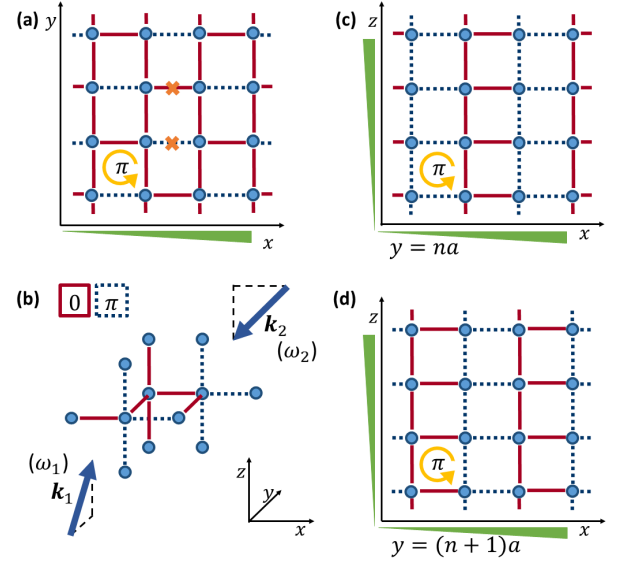 (a)
y
π
x
(b)
0 π
k₂
(ω₂)
(ω₁)
k₁
z
y
x
(c)
z
π
x
y = na
(d)
z
π
x
y = (n + 1)a